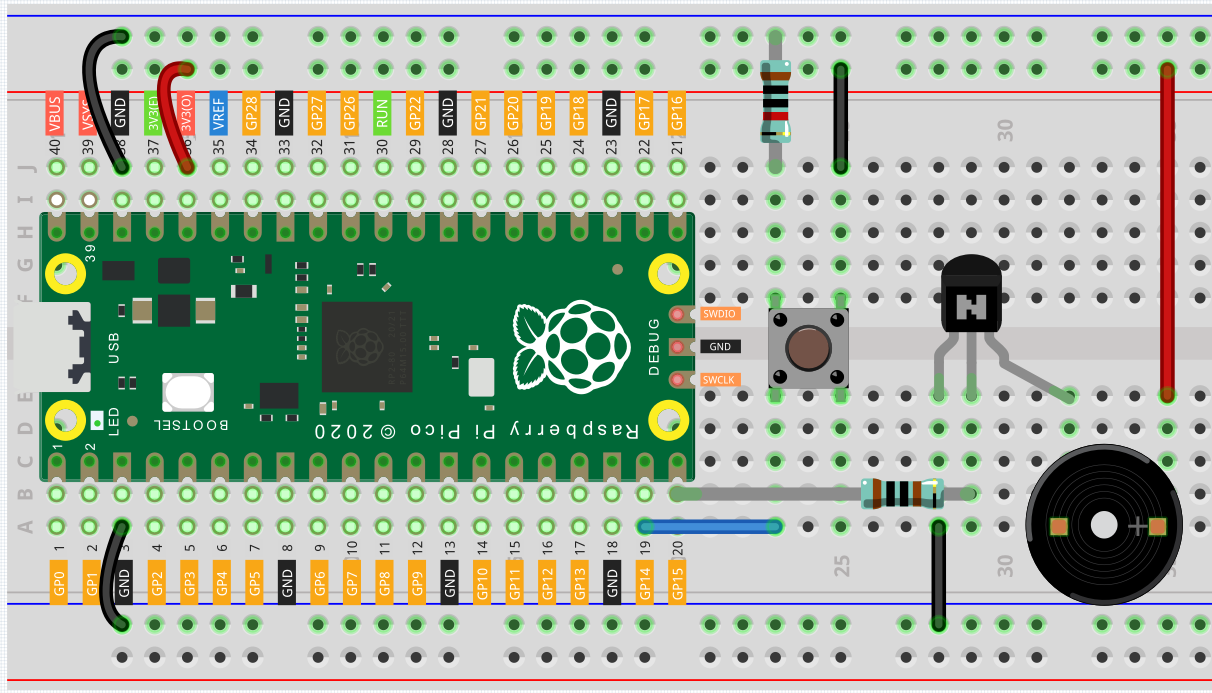 VBUS VSYS GND 3V3(E) 3V3(O) VREF GP28 GND GP27 GP26 RUN GP22 GND GP21 GP20 GP19 GP18 GND GP17 GP16
40 39 38 37 36 35 34 33 32 31 30 29 28 27 26 25 24 23 22 21
30
J
I
H
G
F
39
USB
DEBUG
SWDIO
GND
SWCLK
N
E
D
C
B
A
LED
BOOTSEL
1
2
Raspberry Pi Pico © 2020
1 2 3 4 5 6 7 8 9 10 11 12 13 14 15 16 17 18 19 20
25
30
GP0 GP1 GND GP2 GP3 GP4 GP5 GND GP6 GP7 GP8 GP9 GND GP10 GP11 GP12 GP13 GND GP14 GP15